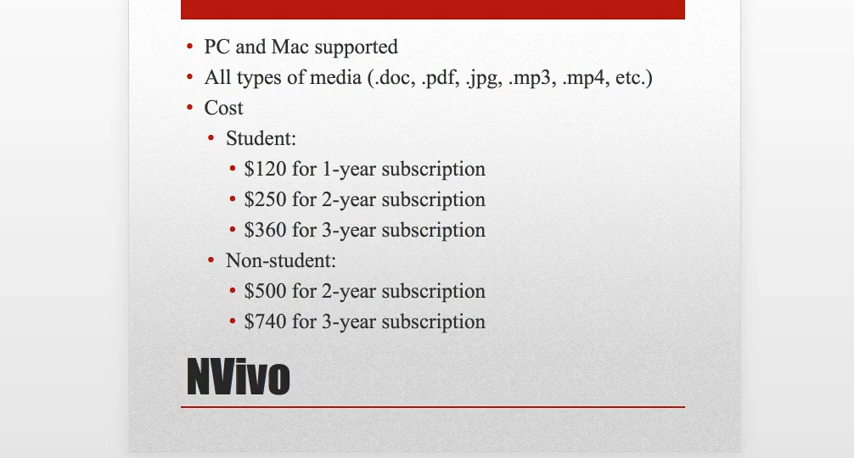 • PC and Mac supported
• All types of media (.doc, .pdf, .jpg, .mp3, .mp4, etc.)
• Cost
• Student:
• $120 for 1-year subscription
• $250 for 2-year subscription
• $360 for 3-year subscription
• Non-student:
• $500 for 2-year subscription
• $740 for 3-year subscription
NVivo